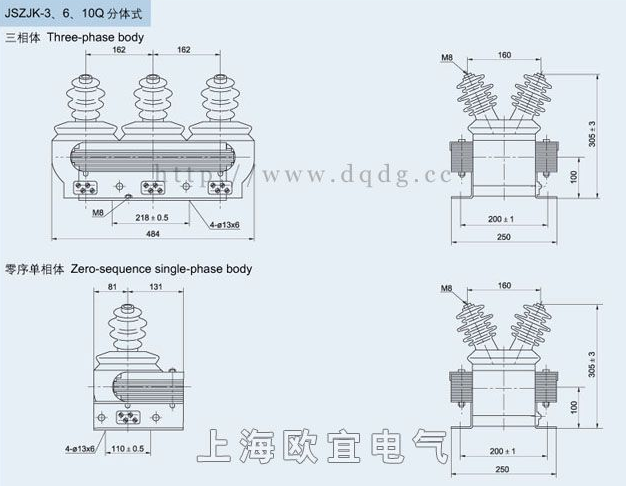 JSZJK-3、6、10Q 分体式
三相体 Three-phase body
162 162
M8
218±0.5
4-ø13x6
484
M8
160
305±3
100
200±1
250
http://www.dqdg.cc
零序单相体 Zero-sequence single-phase body
81 131
4-ø13x6
110±0.5
M8
160
305±3
100
200±1
250
上海欧宜电气